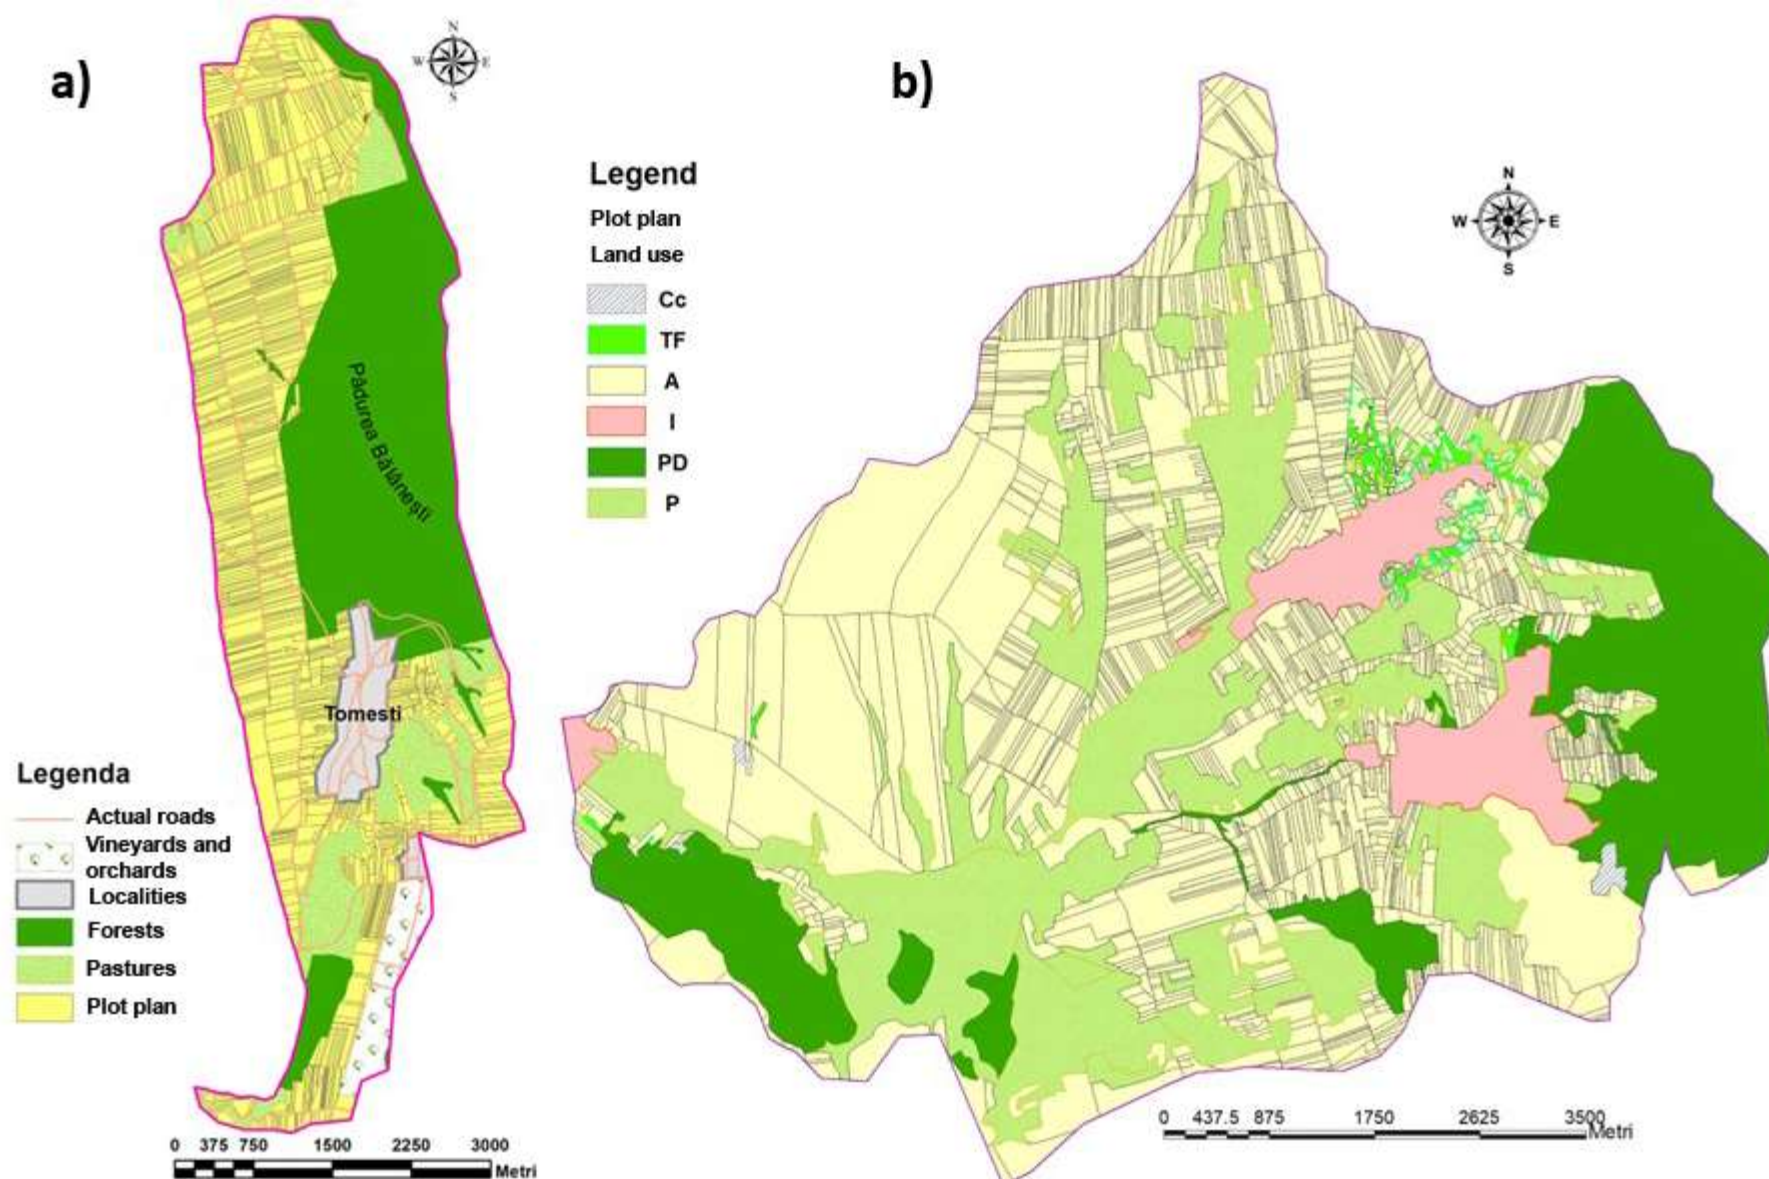 a)
N
W
E
S
Pădurea Bălănești
Tomesti
Legenda
Actual roads
Vineyards and
orchards
Localities
Forests
Pastures
Plot plan
0 375 750 1500 2250 3000
Metri
b)
Legend
Plot plan
Land use
Cc
TF
A
I
PD
P
N
W
E
S
0 437.5 875 1750 2625 3500
Metri